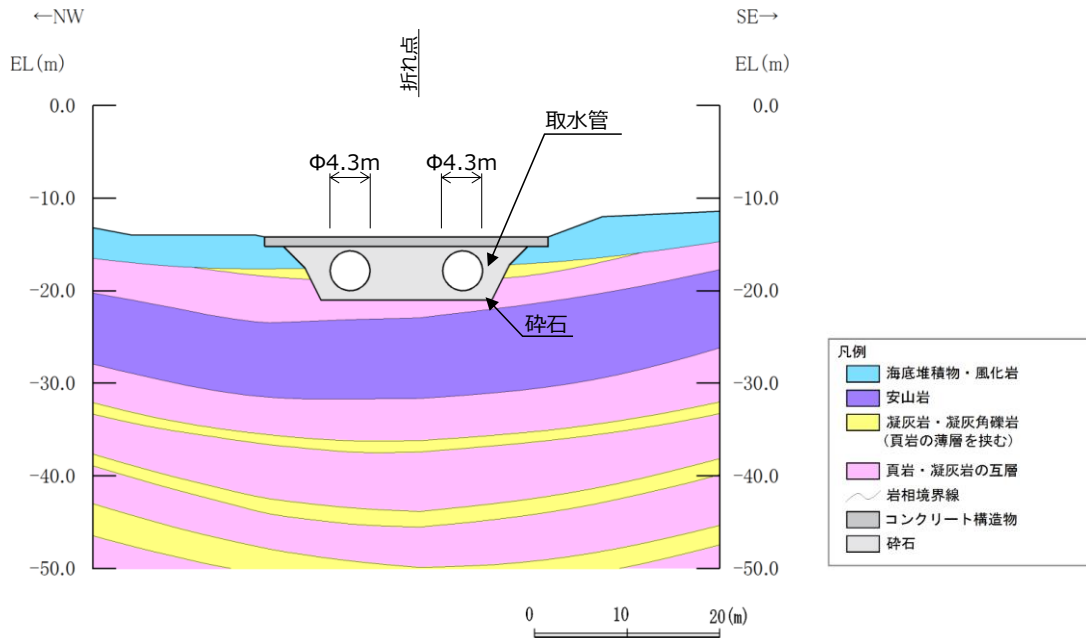 ←NW
SE→
EL(m)
折れ点
EL(m)
0.0
0.0
取水管
Φ4.3m
Φ4.3m
-10.0
-10.0
-20.0
-20.0
砕石
-30.0
-30.0
-40.0
-40.0
-50.0
-50.0
凡例
海底堆積物・風化岩
安山岩
凝灰岩・凝灰角礫岩
(頁岩の薄層を挟む)
真岩・凝灰岩の互層
岩相境界線
コンクリート構造物
砕石
0 10 20(m)